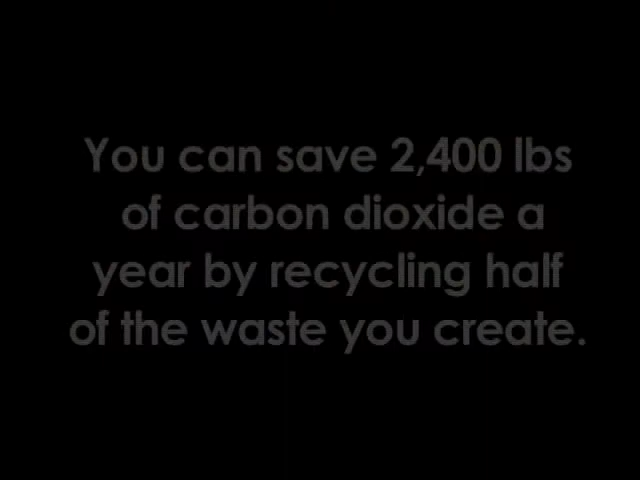 You can save 2,400 lbs
of carbon dioxide a
year by recycling half
of the waste you create.